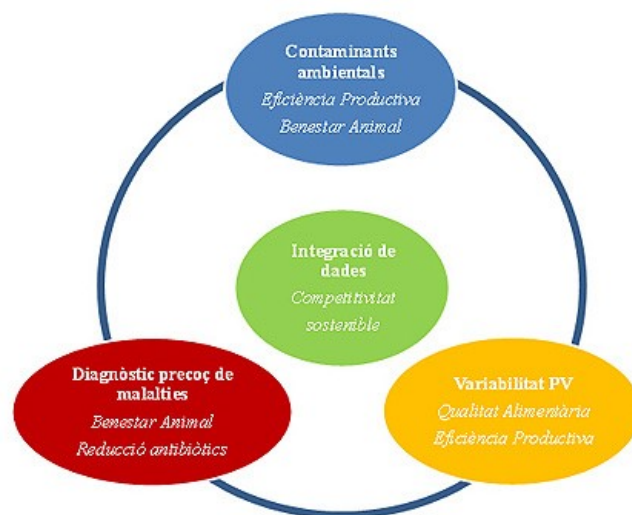 Contaminants
ambientals
Eficiència Productiva
Benestar Animal
Integració de
dades
Competitivitat
sostenible
Diagnòstic precoç de
malalties
Benestar Animal
Reducció antibiòtics
Variabilitat PV
Qualitat Alimentària
Eficiència Productiva